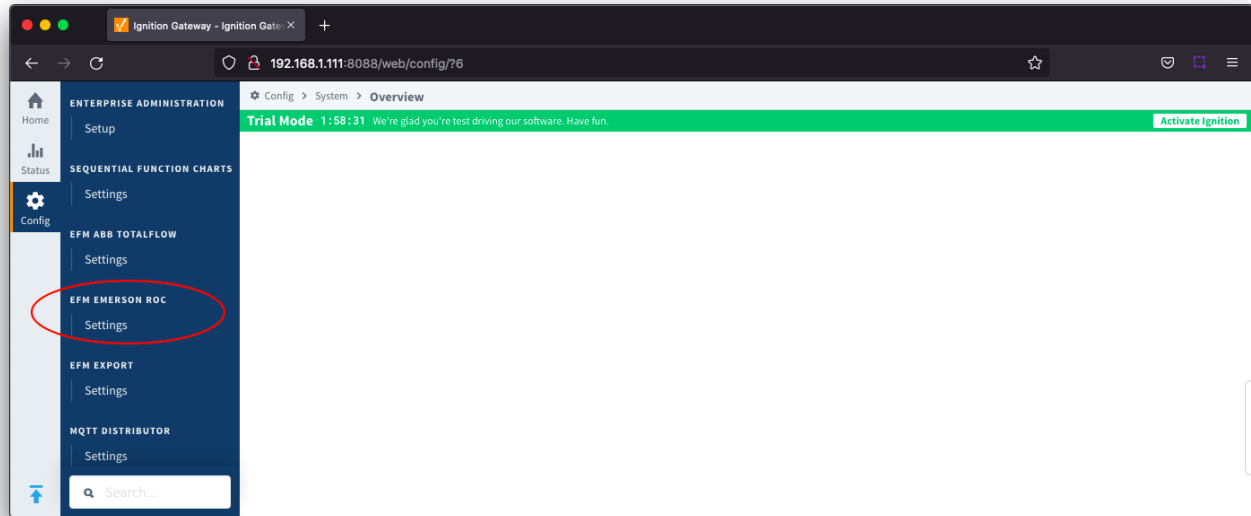 Ignition Gateway - Ignition Gate
192.168.1.111:8088/web/config/?6
Home
Status
Config
ENTERPRISE ADMINISTRATION
Setup
SEQUENTIAL FUNCTION CHARTS
Settings
EFM ABB TOTALFLOW
Settings
EFM EMERSON ROC
Settings
EFM EXPORT
Settings
MQTT DISTRIBUTOR
Settings
Search...
Config > System > Overview
Trial Mode 1:58:31 We're glad you're test driving our software. Have fun.
Activate Ignition